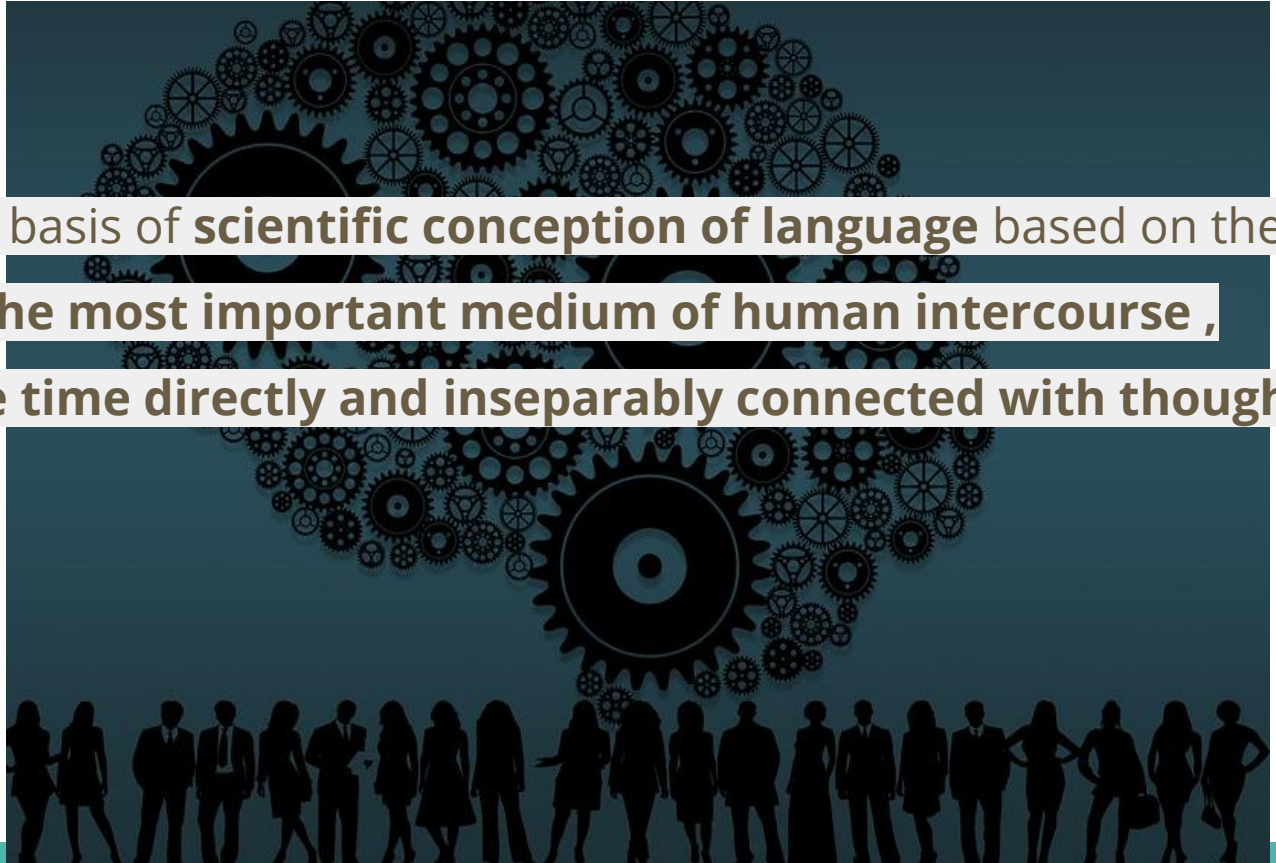 basis of scientific conception of language based on the
he most important medium of human intercourse ,
e time directly and inseparably connected with though